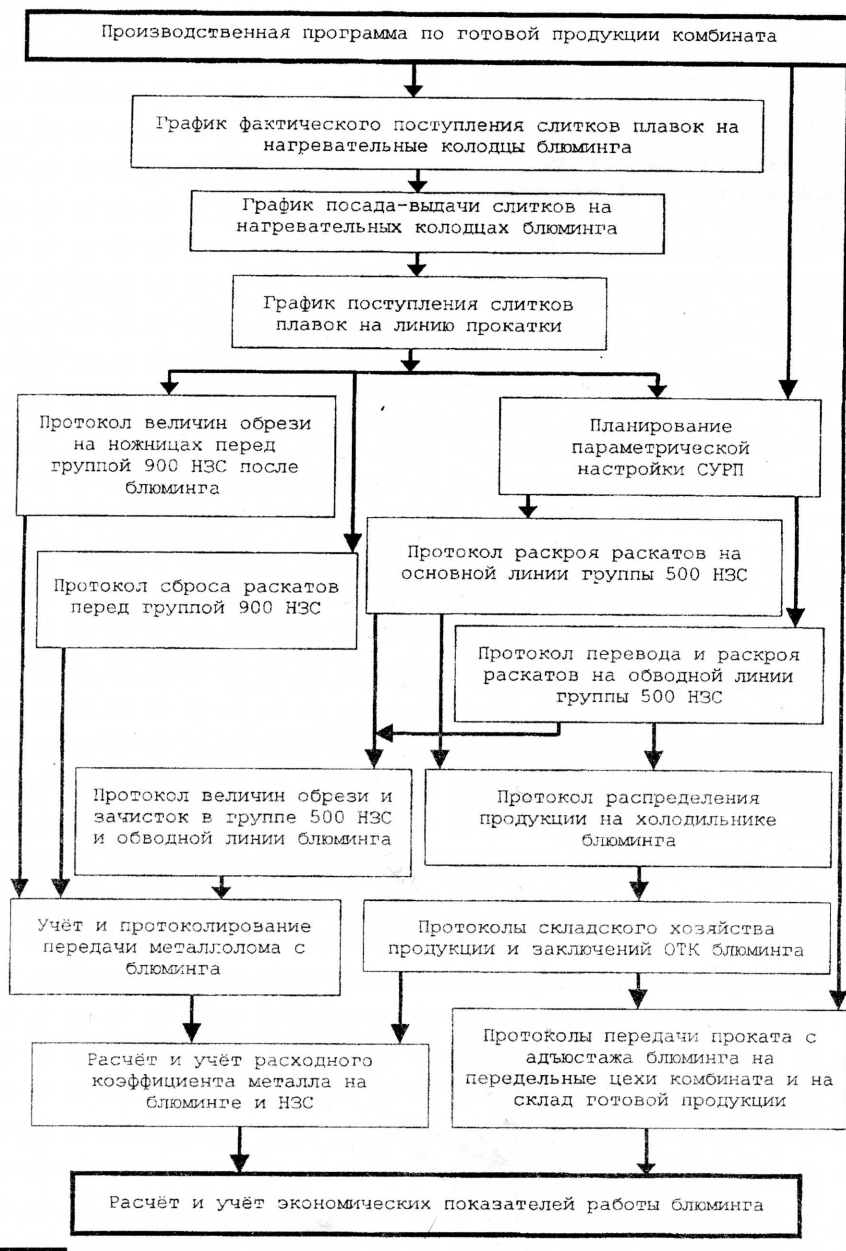 Производственная программа по готовой продукции комбината
График фактического поступления слитков плавок на
нагревательные колодцы блюминга
График посада-выдачи слитков на
нагревательных колодцах блюминга
График поступления слитков
плавок на линию прокатки
Протокол величин обрези
на ножницах перед
группой 900 НЗС после
блюминга
Планирование
параметрической
настройки СУРП
Протокол раскроя раскатов на
основной линии группы 500 НЗС
Протокол сброса раскатов
перед группой 900 НЗС
Протокол перевода и раскроя
раскатов на обводной линии
группы 500 НЗС
Протокол величин обрези и
зачисток в группе 500 НЗС
и обводной линии блюминга
Протокол распределения
продукции на холодильнике
блюминга
Учёт и протоколирование
передачи металлолома с
блюминга
Протоколы складского хозяйства
продукции и заключений ОТК блюминга
Расчёт и учёт расходного
коэффициента металла на
блюминге и НЗС
Протоколы передачи проката с
адъюстажа блюминга на
передельные цехи комбината и на
склад готовой продукции
Расчёт и учёт экономических показателей работы блюминга